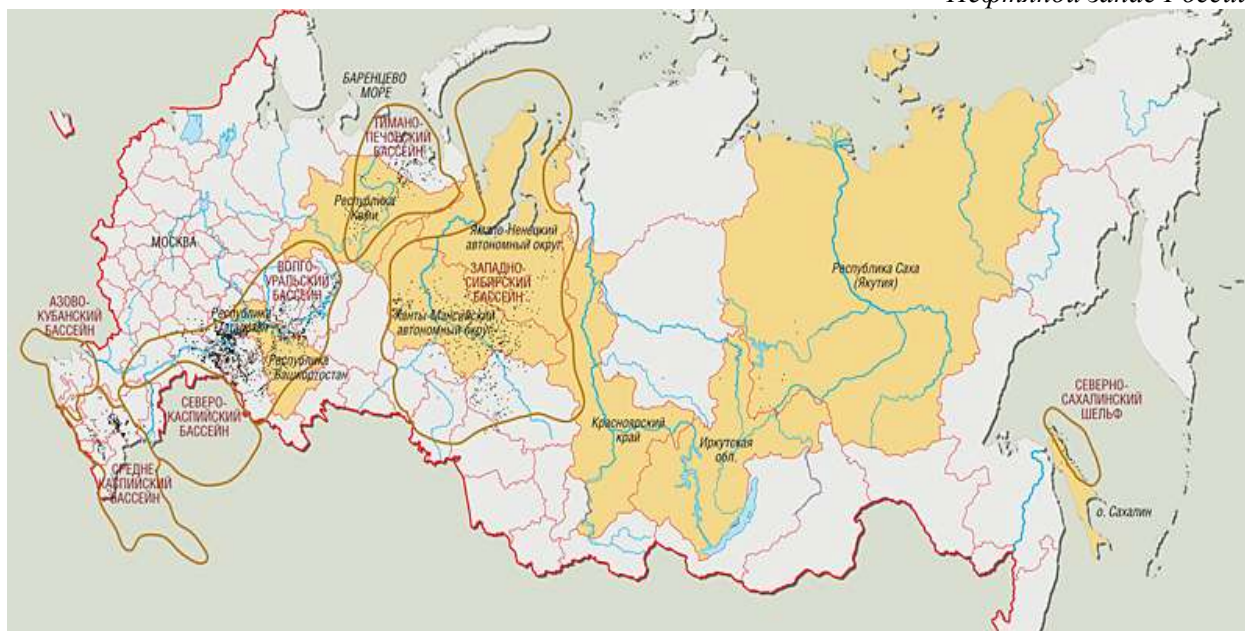 Нефтяной запас России
БАРЕНЦЕВО
МОРЕ
ТИМАНО-
ПЕЧОВСКИЙ
БАССЕЙН
Республика
Коми
МОСКВА
Ямало-Ненецкий
автономный округ
ВОЛГО-
УРАЛЬСКИЙ
БАССЕЙН
ЗАПАДНО-
СИБИРСКИЙ
БАССЕЙН
Республика Саха
(Якутия)
АЗОВО-
КУБАНСКИЙ
БАССЕЙН
Республика
Татарстан
Ханты-Мансийский
автономный округ
Республика
Башкортостан
СЕВЕРО-
КАСПИЙСКИЙ
БАССЕЙН
СЕВЕРНО-
САХАЛИНСКИЙ
ШЕЛЬФ
Красноярский
край
Иркутская
обл.
СРЕДНЕ-
КАСПИЙСКИЙ
БАССЕЙН
о. Сахалин